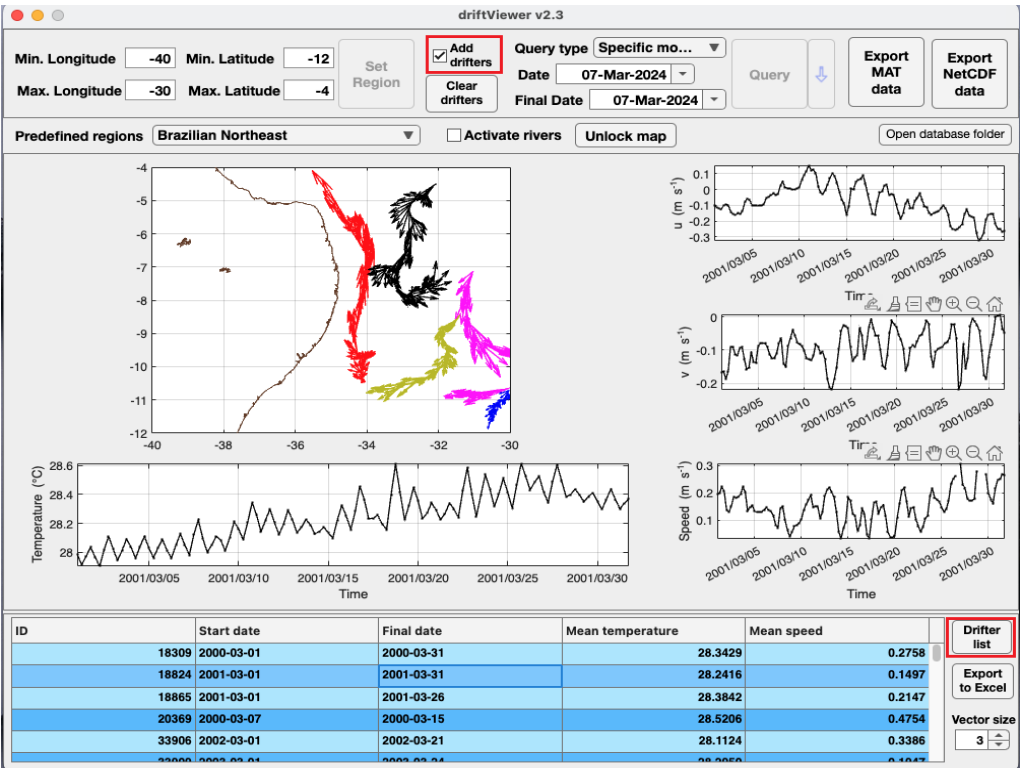 driftViewer v2.3
Min. Longitude -40 Min. Latitude -12
Max. Longitude -30 Max. Latitude -4
Set Region
Add drifters
Clear drifters
Query type Specific mo...
Date 07-Mar-2024
Final Date 07-Mar-2024
Query
Export MAT data
Export NetCDF data
Predefined regions Brazilian Northeast
Activate rivers
Unlock map
Open database folder
-4
-5
-6
-7
-8
-9
-10
-11
-12
-40 -38 -36 -34 -32 -30
u (m s-1)
0.1
0
-0.1
-0.2
-0.3
2001/03/05 2001/03/10 2001/03/15 2001/03/20 2001/03/25 2001/03/30
v (m s-1)
0
-0.1
-0.2
2001/03/05 2001/03/10 2001/03/15 2001/03/20 2001/03/25 2001/03/30
Speed (m s-1)
0.3
0.2
0.1
2001/03/05 2001/03/10 2001/03/15 2001/03/20 2001/03/25 2001/03/30
Time
Temperature (°C)
28.6
28.4
28.2
28
2001/03/05 2001/03/10 2001/03/15 2001/03/20 2001/03/25 2001/03/30
Time
ID Start date Final date Mean temperature Mean speed
18309 2000-03-01 2000-03-31 28.3429 0.2758
18824 2001-03-01 2001-03-31 28.2416 0.1497
18865 2001-03-01 2001-03-26 28.3842 0.2147
20369 2000-03-07 2000-03-15 28.5206 0.4754
33906 2002-03-01 2002-03-21 28.1124 0.3386
Drifter list
Export to Excel
Vector size
3